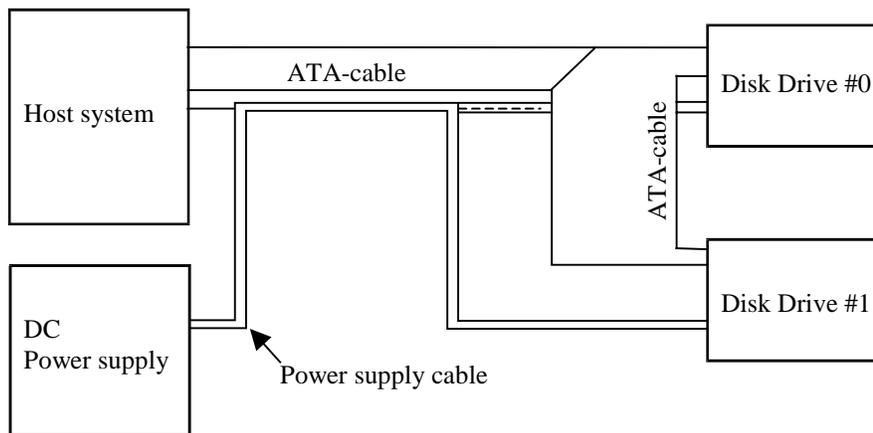 Host system
ATA-cable
Disk Drive #0
ATA-cable
DC
Power supply
Power supply cable
Disk Drive #1